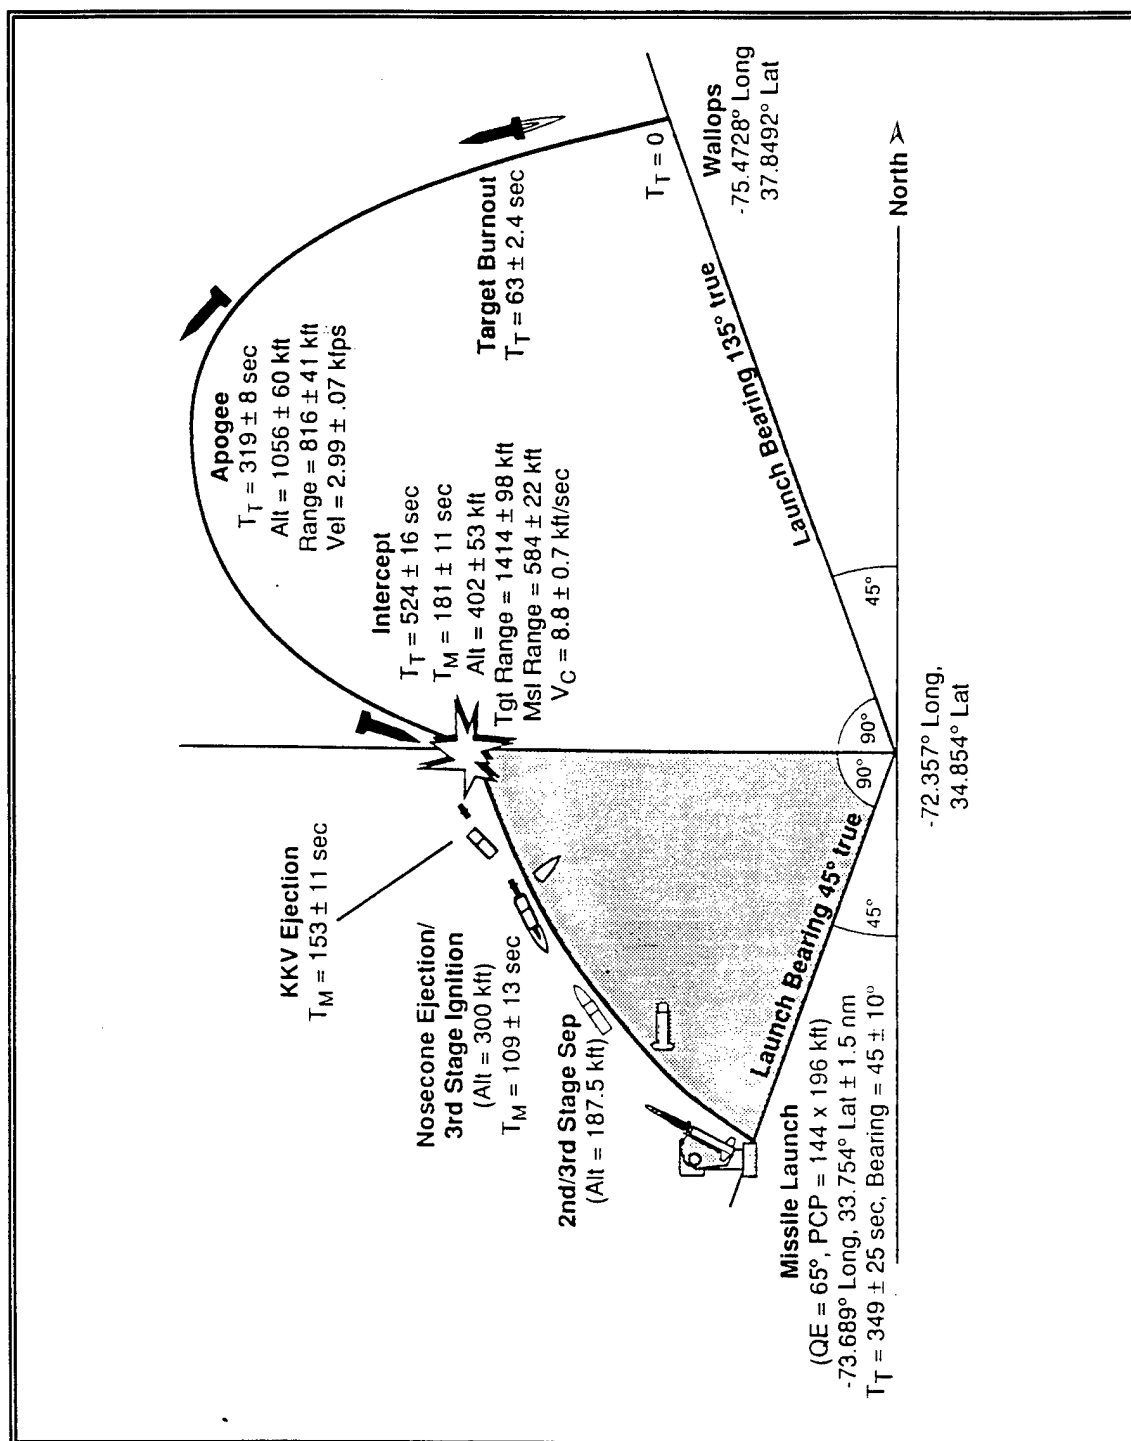 Apogee
T_T = 319 ± 8 sec
Alt = 1056 ± 60 kft
Range = 816 ± 41 kft
Vel = 2.99 ± .07 kfps
Target Burnout
T_T = 63 ± 2.4 sec
T_T = 0
Wallops
-75.4728° Long
37.8492° Lat
Intercept
T_T = 524 ± 16 sec
T_M = 181 ± 11 sec
Alt = 402 ± 53 kft
Tgt Range = 1414 ± 98 kft
Msl Range = 584 ± 22 kft
V_C = 8.8 ± 0.7 kft/sec
KKV Ejection
T_M = 153 ± 11 sec
Nosecone Ejection/
3rd Stage Ignition
(Alt = 300 kft)
T_M = 109 ± 13 sec
2nd/3rd Stage Sep
(Alt = 187.5 kft)
Launch Bearing 45° true
Launch Bearing 135° true
90°
90°
45°
45°
North
Missile Launch
(QE = 65°, PCP = 144 x 196 kft)
-73.689° Long, 33.754° Lat ± 1.5 nm
T_T = 349 ± 25 sec, Bearing = 45 ± 10°
-72.357° Long,
34.854° Lat